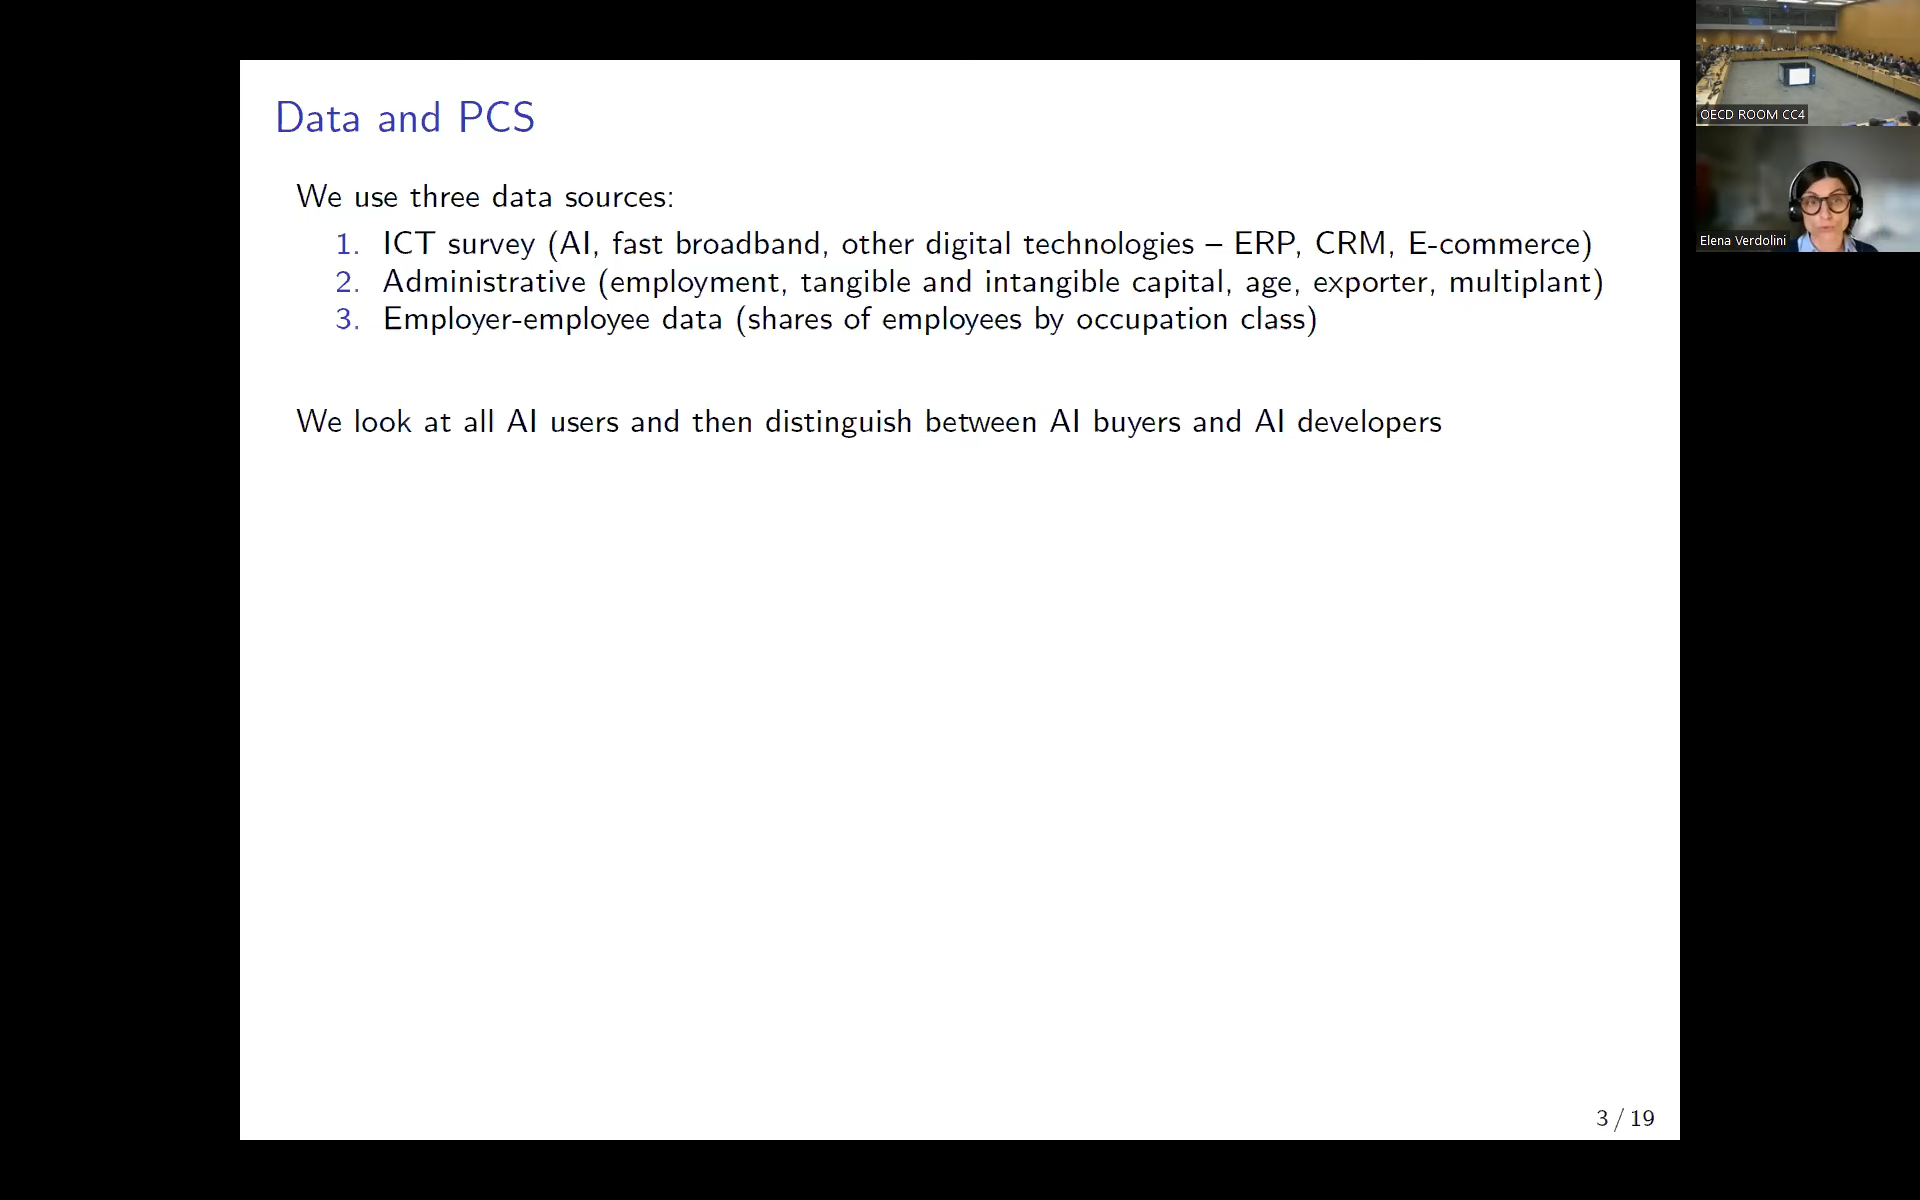 Data and PCS
We use three data sources:
1. ICT survey (AI, fast broadband, other digital technologies – ERP, CRM, E-commerce)
2. Administrative (employment, tangible and intangible capital, age, exporter, multiplant)
3. Employer-employee data (shares of employees by occupation class)
We look at all AI users and then distinguish between AI buyers and AI developers
3 / 19
OECD ROOM CC4
Elena Verdolini